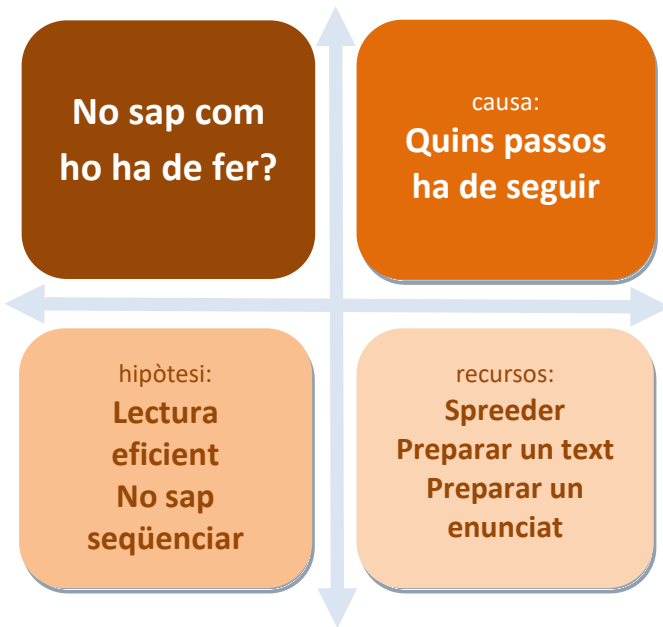 No sap com
ho ha de fer?
causa:
Quins passos
ha de seguir
hipòtesi:
Lectura
eficient
No sap
seqüenciar
recursos:
Spreeder
Preparar un text
Preparar un
enunciat